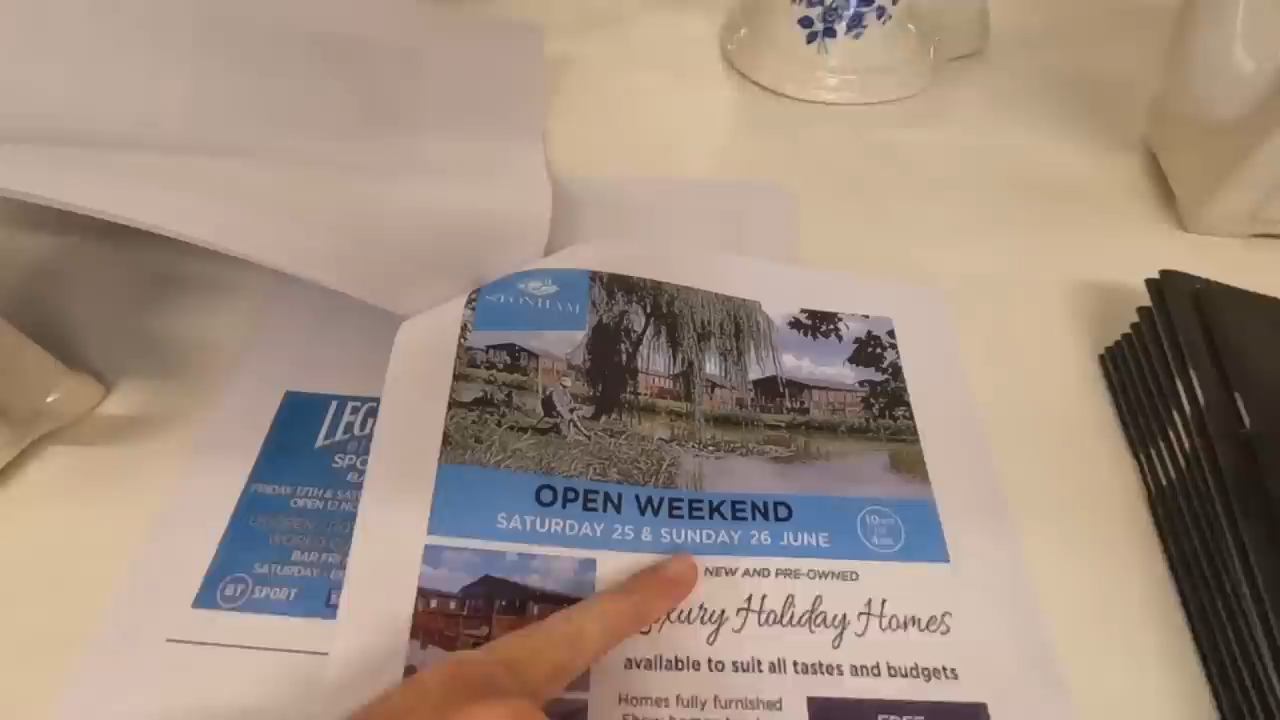 STONHAM
OPEN WEEKEND
SATURDAY 25 & SUNDAY 26 JUNE
10am
4pm
NEW AND PRE-OWNED
Holiday Homes
available to suit all tastes and budgets
Homes fully furnished
FREE
LEG
SPO
FRIDAY 17TH & SAT
OPEN 12 NO
BAR FRI
SATURDAY
BT SPORT